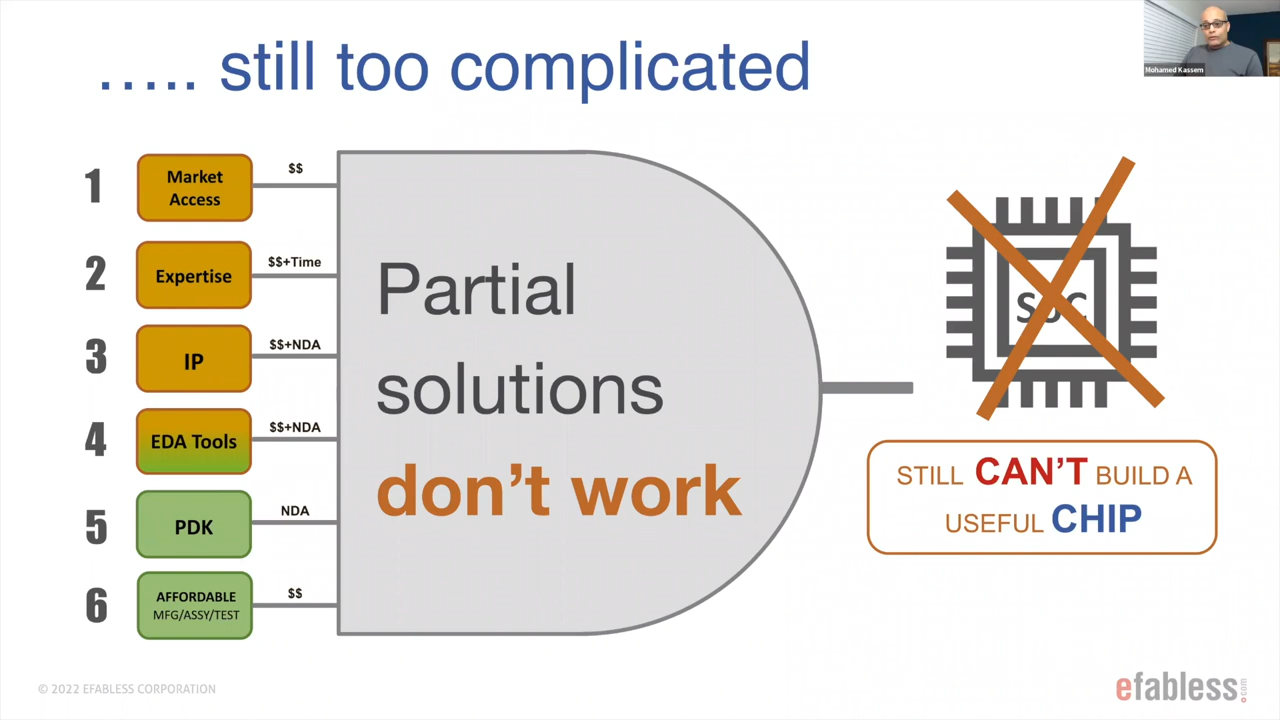 ..... still too complicated
Mohamed Kassem
1
Market
Access
$$
2
Expertise
$$+Time
3
IP
$$+NDA
4
EDA Tools
$$+NDA
5
PDK
NDA
6
AFFORDABLE
MFG/ASSY/TEST
$$
Partial
solutions
don't work
SOC
STILL CAN'T BUILD A
USEFUL CHIP
© 2022 EFABLESS CORPORATION
efabless.com